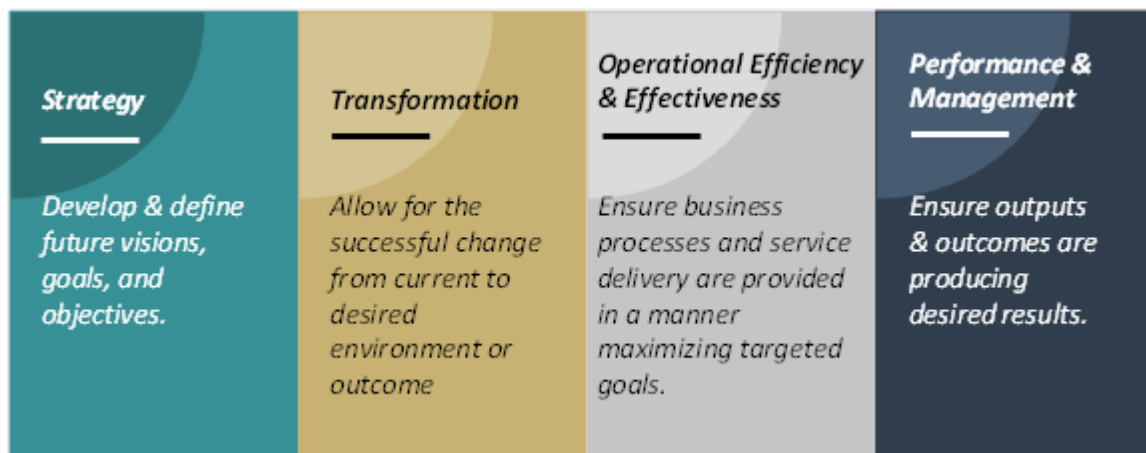 Strategy
Develop & define
future visions,
goals, and
objectives.
Transformation
Allow for the
successful change
from current to
desired
environment or
outcome
Operational Efficiency
& Effectiveness
Ensure business
processes and service
delivery are provided
in a manner
maximizing targeted
goals.
Performance &
Management
Ensure outputs
& outcomes are
producing
desired results.